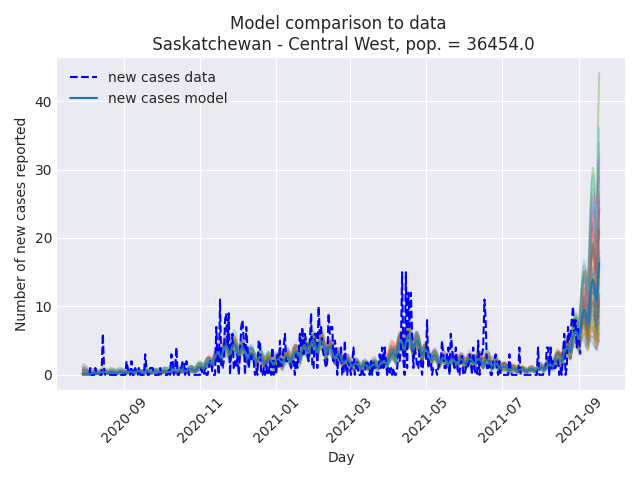 Model comparison to data
Saskatchewan - Central West, pop. = 36454.0
new cases data
new cases model
Number of new cases reported
40
30
20
10
0
2020-09
2020-11
2021-01
2021-03
2021-05
2021-07
2021-09
Day